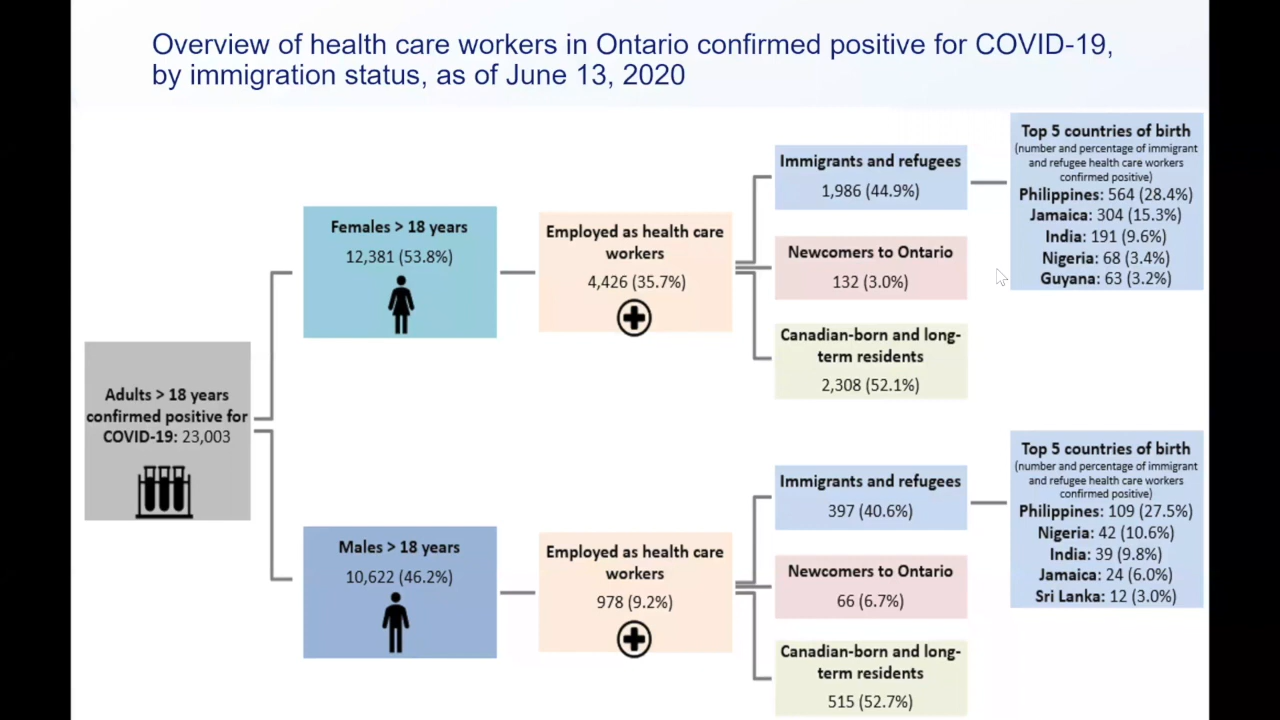 Overview of health care workers in Ontario confirmed positive for COVID-19,
by immigration status, as of June 13, 2020
Adults > 18 years
confirmed positive for
COVID-19: 23,003
Females > 18 years
12,381 (53.8%)
Employed as health care
workers
4,426 (35.7%)
Immigrants and refugees
1,986 (44.9%)
Newcomers to Ontario
132 (3.0%)
Canadian-born and long-
term residents
2,308 (52.1%)
Top 5 countries of birth
(number and percentage of immigrant
and refugee health care workers
confirmed positive)
Philippines: 564 (28.4%)
Jamaica: 304 (15.3%)
India: 191 (9.6%)
Nigeria: 68 (3.4%)
Guyana: 63 (3.2%)
Males > 18 years
10,622 (46.2%)
Employed as health care
workers
978 (9.2%)
Immigrants and refugees
397 (40.6%)
Newcomers to Ontario
66 (6.7%)
Canadian-born and long-
term residents
515 (52.7%)
Top 5 countries of birth
(number and percentage of immigrant
and refugee health care workers
confirmed positive)
Philippines: 109 (27.5%)
Nigeria: 42 (10.6%)
India: 39 (9.8%)
Jamaica: 24 (6.0%)
Sri Lanka: 12 (3.0%)